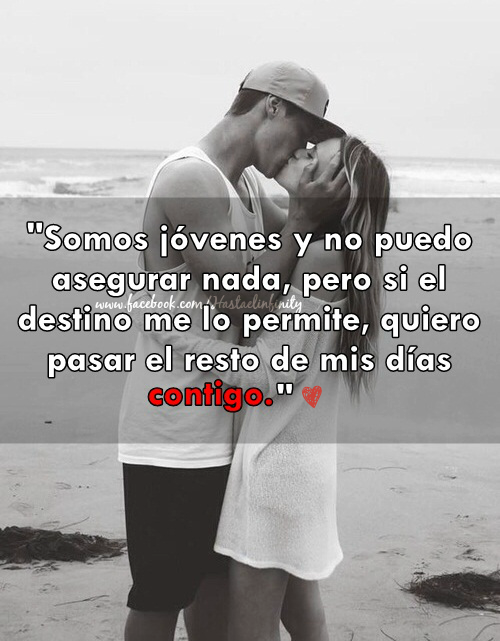 "Somos jóvenes y no puedo
asegurar nada, pero si el
www.facebook.com/Hastaelinfinity
destino me lo permite, quiero
pasar el resto de mis días
contigo."